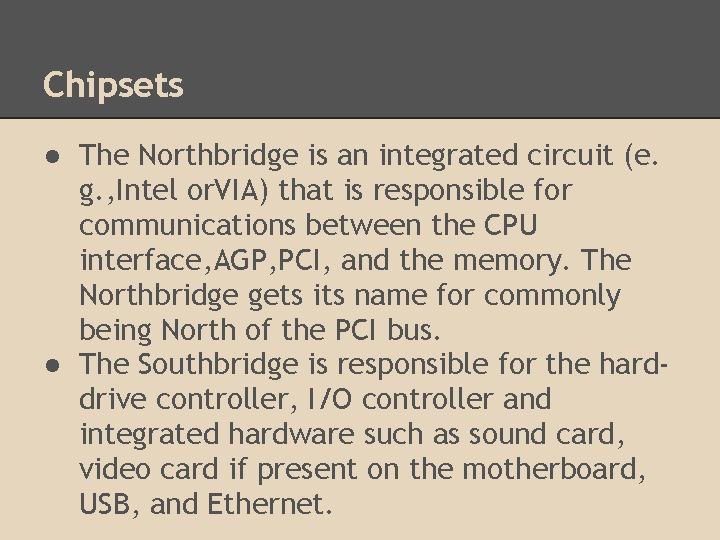 Chipsets
● The Northbridge is an integrated circuit (e.
g.,Intel or.VIA) that is responsible for
communications between the CPU
interface,AGP,PCI, and the memory. The
Northbridge gets its name for commonly
being North of the PCI bus.
● The Southbridge is responsible for the hard-
drive controller, I/O controller and
integrated hardware such as sound card,
video card if present on the motherboard,
USB, and Ethernet.